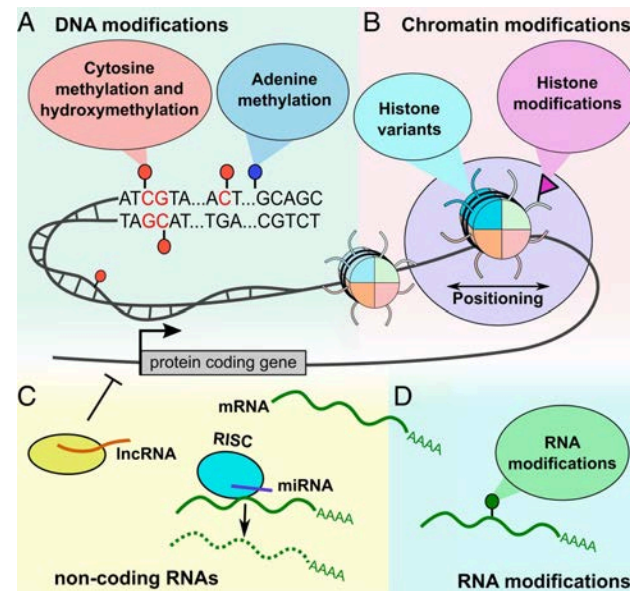 A DNA modifications
Cytosine
methylation and
hydroxymethylation
Adenine
methylation
ATCGTA...ACT...GCAGC
TAGCAT...TGA...CGTCT
B Chromatin modifications
Histone
variants
Histone
modifications
Positioning
protein coding gene
C
lncRNA
mRNA
RISC
miRNA
AAAA
AAAA
AAAA
non-coding RNAs
D
RNA
modifications
AAAA
RNA modifications